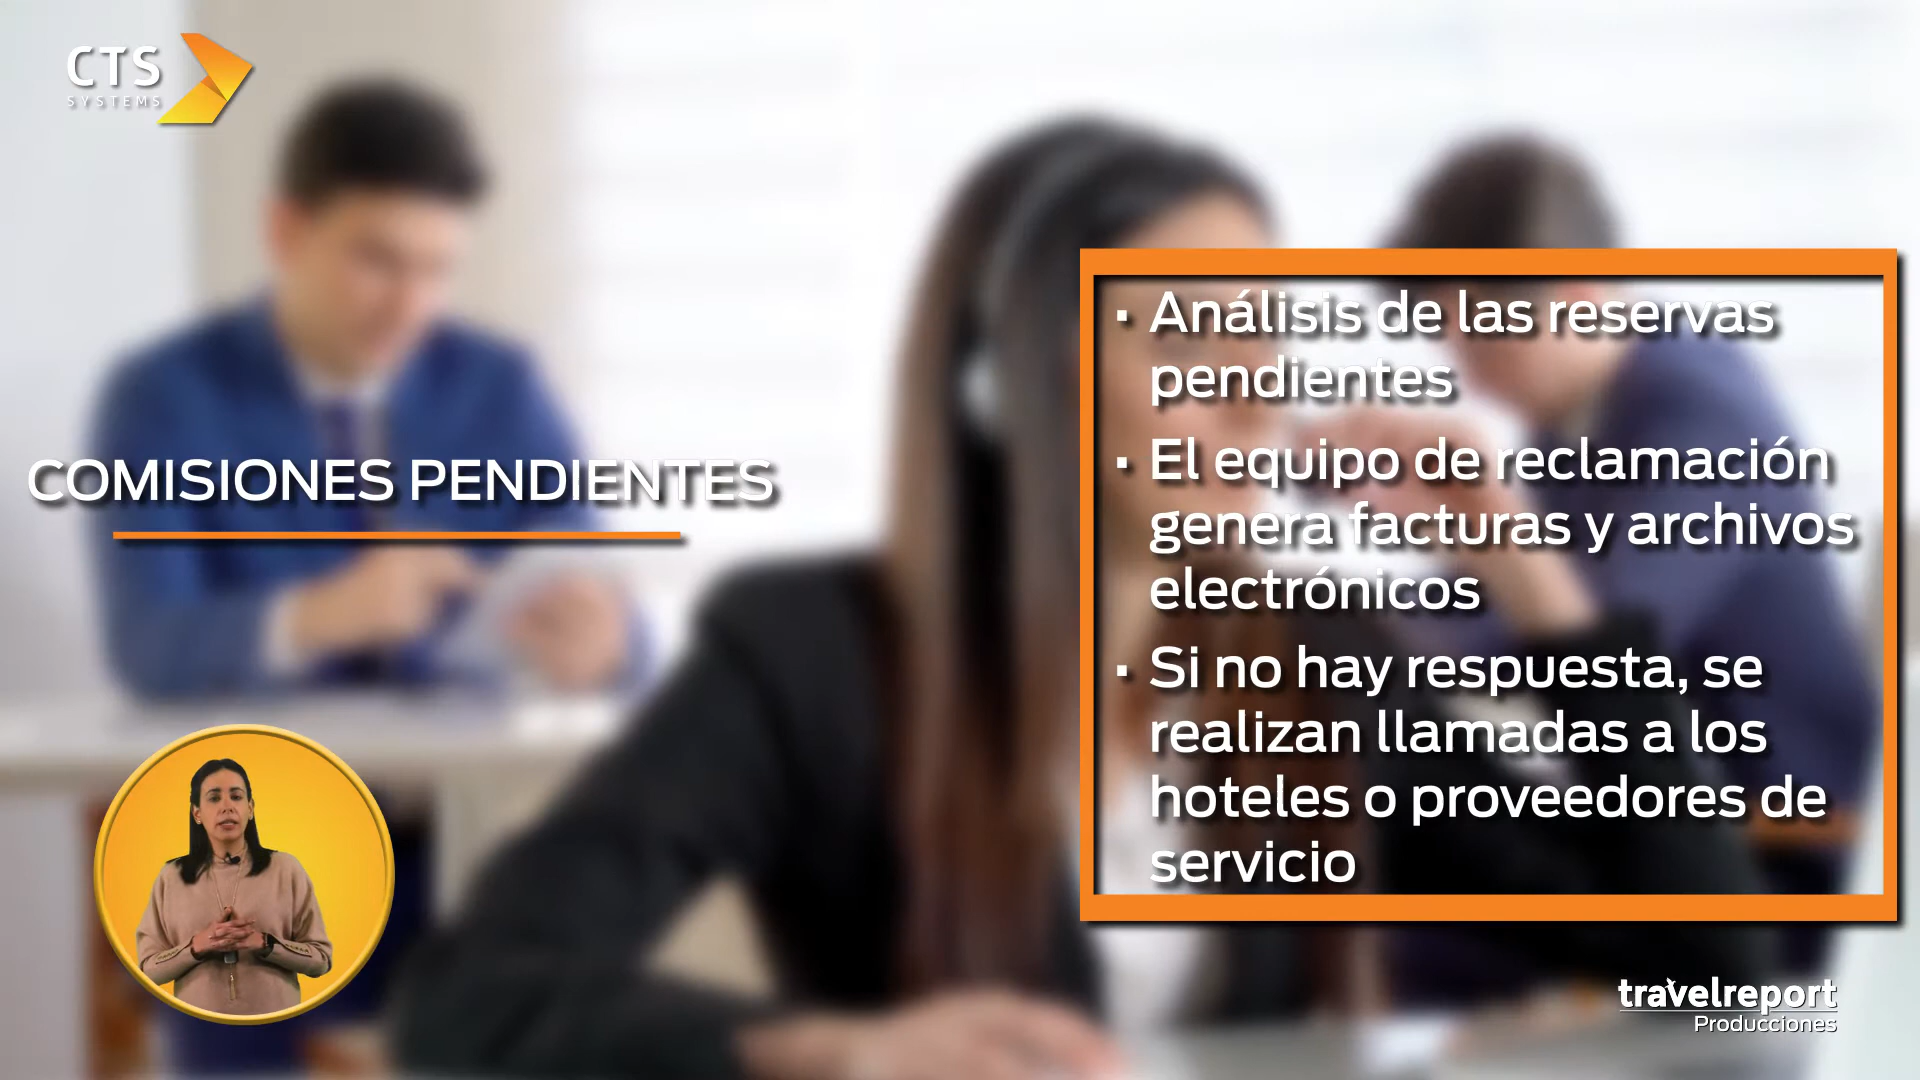 CTS
SYSTEMS
COMISIONES PENDIENTES
▪ Análisis de las reservas
pendientes
▪ El equipo de reclamación
genera facturas y archivos
electrónicos
▪ Si no hay respuesta, se
realizan llamadas a los
hoteles o proveedores de
servicio
travelreport
Producciones